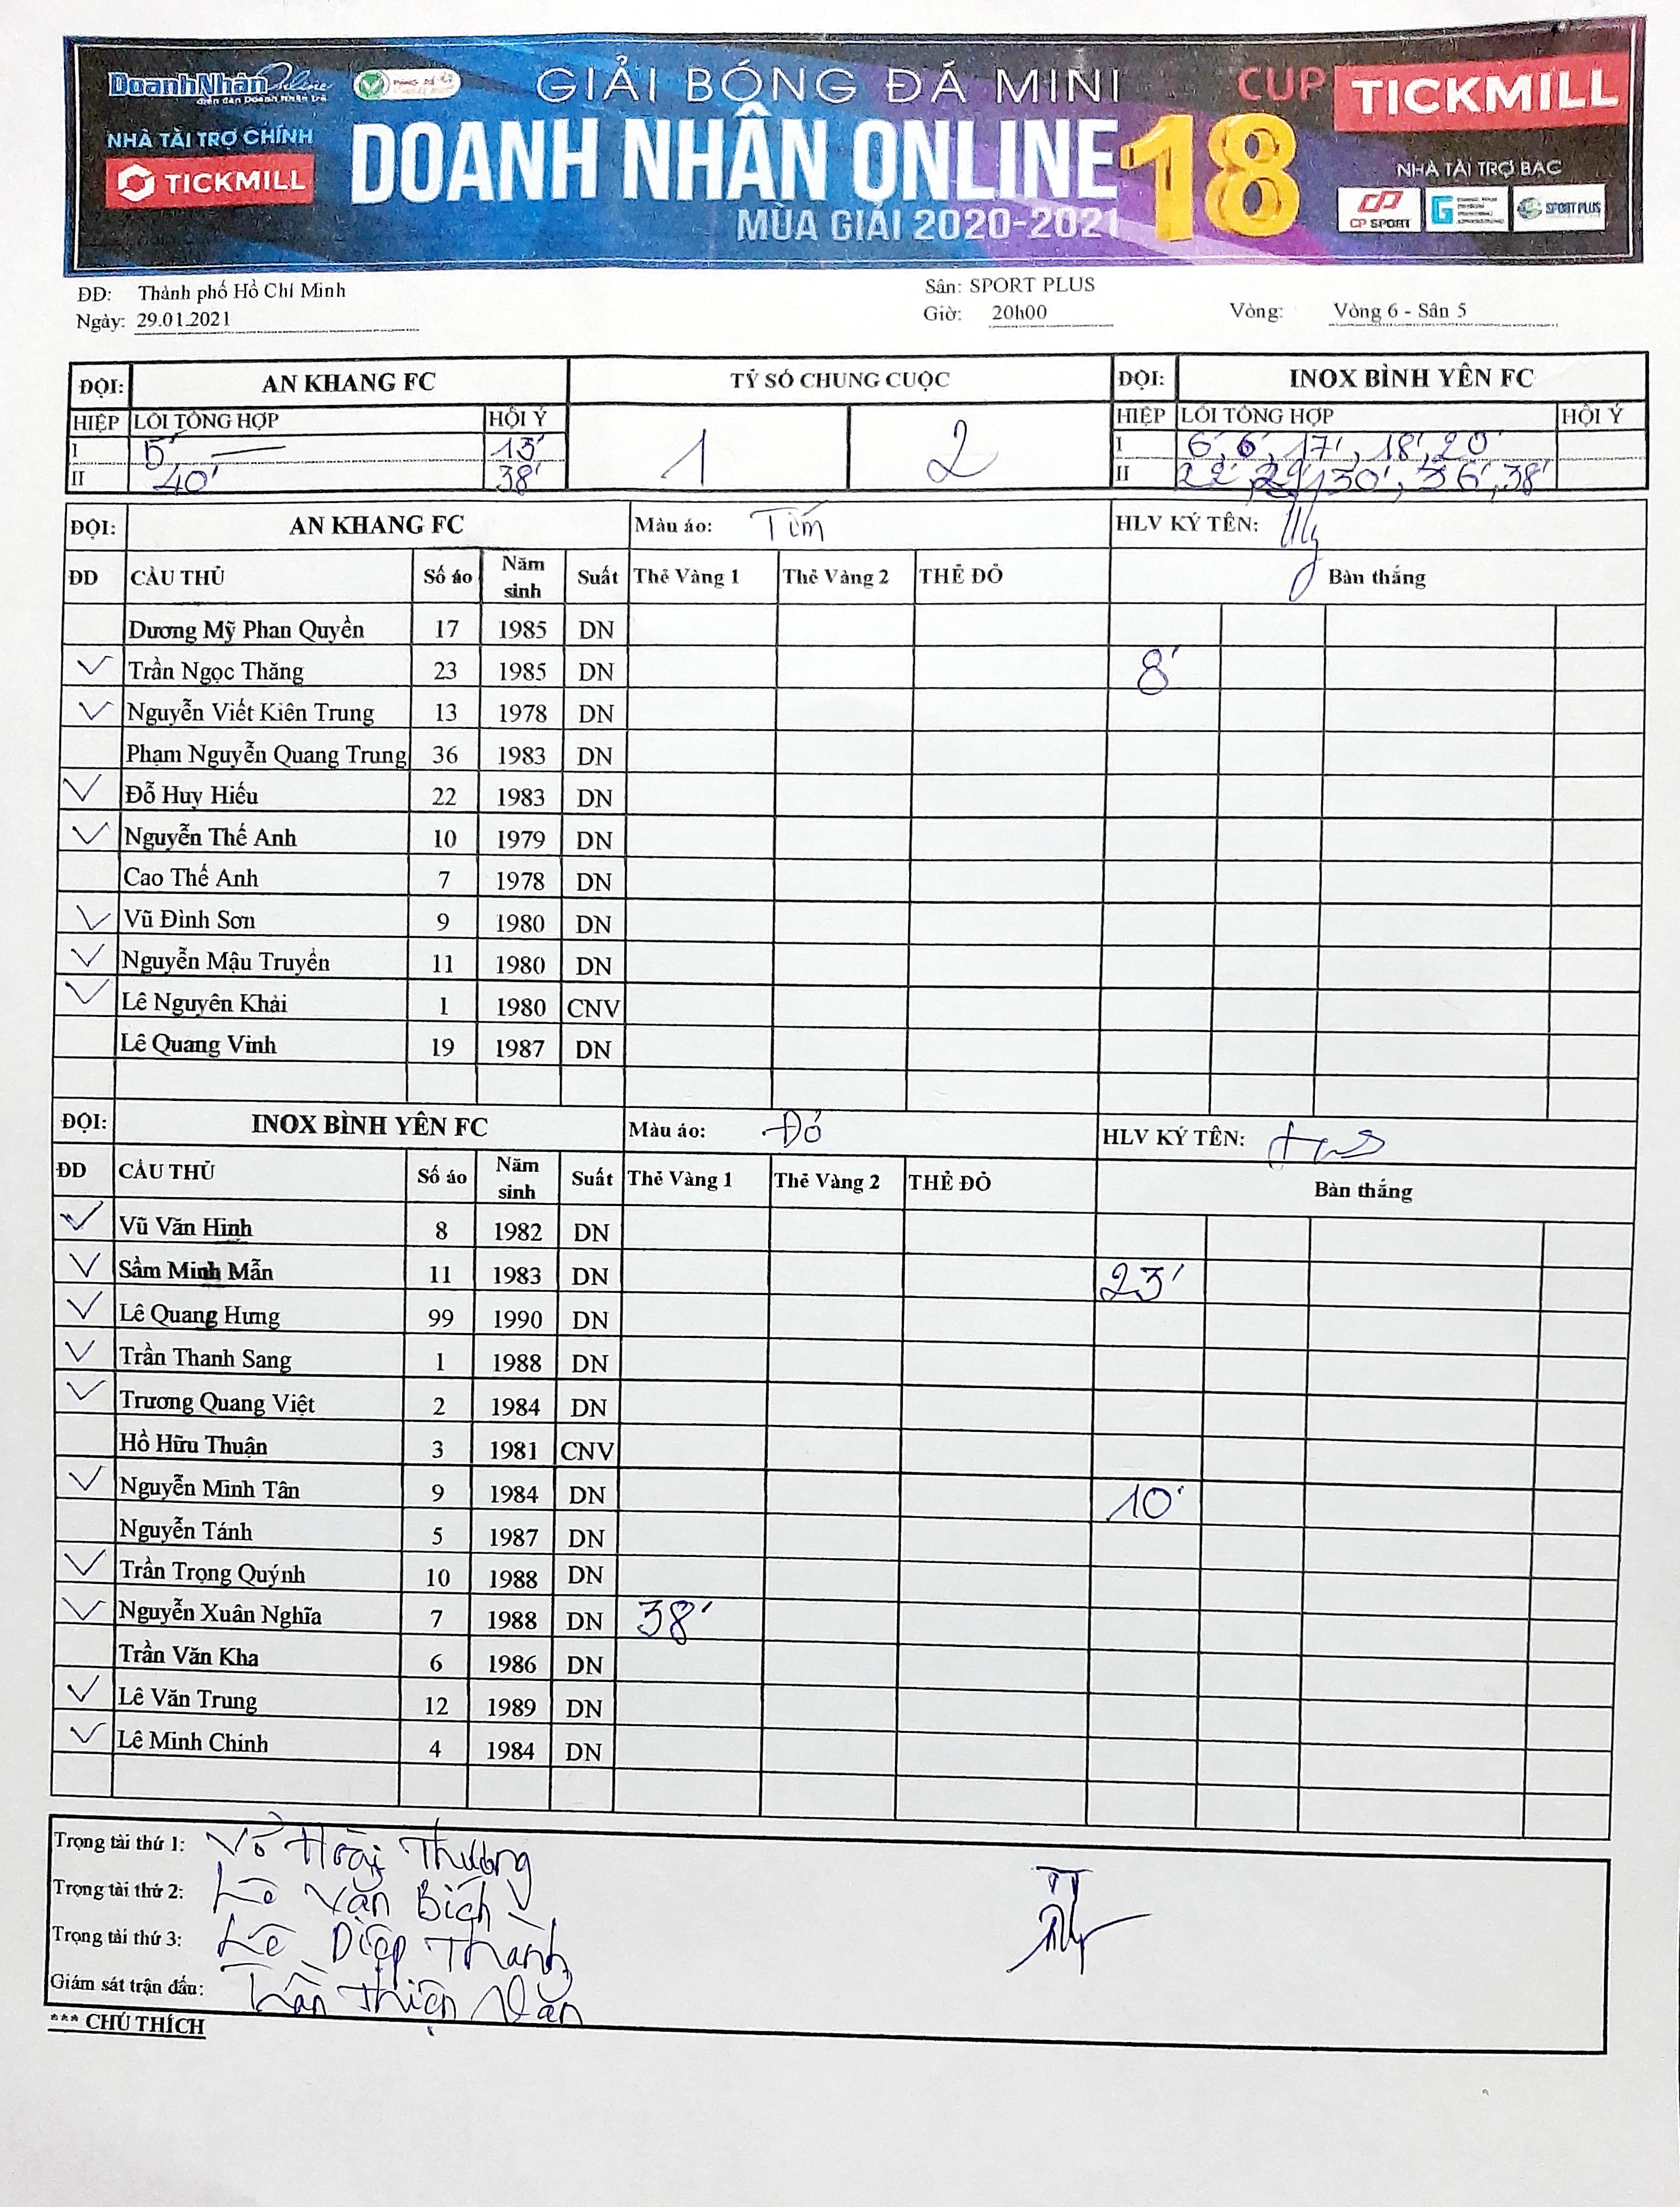 DoanhNhân Online
diễn đàn Doanh Nhân trẻ
GIẢI BÓNG ĐÁ MINI
CUP TICKMILL
NHÀ TÀI TRỢ CHÍNH
TICKMILL
DOANH NHÂN ONLINE 18
MÙA GIẢI 2020-2021
NHÀ TÀI TRỢ BẠC
CP SPORT
SPORT PLUS
ĐĐ: Thành phố Hồ Chí Minh
Sân: SPORT PLUS
Ngày: 29.01.2021
Giờ: 20h00
Vòng: Vòng 6 - Sân 5
ĐỘI: AN KHANG FC TỶ SỐ CHUNG CUỘC ĐỘI: INOX BÌNH YÊN FC
HIỆP LỖI TỔNG HỢP HỘI Ý 1 2 HIỆP LỖI TỔNG HỢP HỘI Ý
I 5' 13' I 6', 6', 17', 18', 20'
II 40' 38' II 22', 30', 36', 38'
ĐỘI: AN KHANG FC Màu áo: Tím HLV KÝ TÊN:
ĐD CẦU THỦ Số áo Năm sinh Suất Thẻ Vàng 1 Thẻ Vàng 2 THẺ ĐỎ Bàn thắng
Dương Mỹ Phan Quyền 17 1985 DN
Trần Ngọc Thăng 23 1985 DN 8'
Nguyễn Viết Kiên Trung 13 1978 DN
Phạm Nguyễn Quang Trung 36 1983 DN
Đỗ Huy Hiếu 22 1983 DN
Nguyễn Thế Anh 10 1979 DN
Cao Thế Anh 7 1978 DN
Vũ Đình Sơn 9 1980 DN
Nguyễn Mậu Truyền 11 1980 DN
Lê Nguyên Khải 1 1980 CNV
Lê Quang Vinh 19 1987 DN
ĐỘI: INOX BÌNH YÊN FC Màu áo: Đỏ HLV KÝ TÊN:
ĐD CẦU THỦ Số áo Năm sinh Suất Thẻ Vàng 1 Thẻ Vàng 2 THẺ ĐỎ Bàn thắng
Vũ Văn Hinh 8 1982 DN
Sầm Minh Mẫn 11 1983 DN 23'
Lê Quang Hưng 99 1990 DN
Trần Thanh Sang 1 1988 DN
Trương Quang Việt 2 1984 DN
Hồ Hữu Thuận 3 1981 CNV
Nguyễn Minh Tân 9 1984 DN 10'
Nguyễn Tánh 5 1987 DN
Trần Trọng Quýnh 10 1988 DN
Nguyễn Xuân Nghĩa 7 1988 DN 38'
Trần Văn Kha 6 1986 DN
Lê Văn Trung 12 1989 DN
Lê Minh Chinh 4 1984 DN
Trọng tài thứ 1: Võ Hoài Thương
Trọng tài thứ 2: Lê Văn Bích
Trọng tài thứ 3: Lê Diệp Thành
Giám sát trận đấu: Trần Thiện Văn
*** CHÚ THÍCH